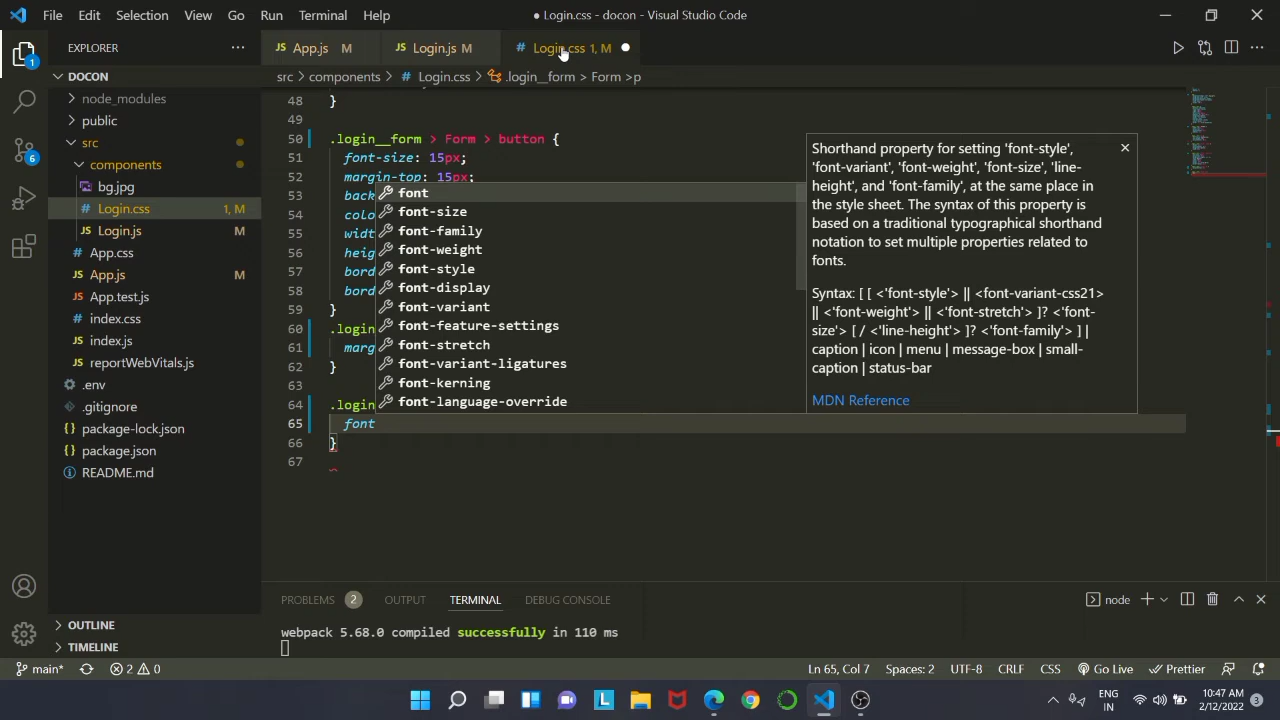 File Edit Selection View Go Run Terminal Help
● Login.css - docon - Visual Studio Code
EXPLORER
DOCON
node_modules
public
src
components
bg.jpg
Login.css 1, M
Login.js M
App.css
App.js M
App.test.js
index.css
index.js
reportWebVitals.js
.env
.gitignore
package-lock.json
package.json
README.md
OUTLINE
TIMELINE
1
6
App.js M
Login.js M
Login.css 1, M
src > components > Login.css > .login__form > Form >p
48 }
49
50 .login__form > Form > button {
51 font-size: 15px;
52 margin-top: 15px;
53 back
54 colo
55 widt
56 heig
57 bord
58 bord
59 }
60 .login
61 marg
62 }
63
64 .login
65 font
66 }
67
font
font-size
font-family
font-weight
font-style
font-display
font-variant
font-feature-settings
font-stretch
font-variant-ligatures
font-kerning
font-language-override
Shorthand property for setting 'font-style',
'font-variant', 'font-weight', 'font-size', 'line-
height', and 'font-family', at the same place in
the style sheet. The syntax of this property is
based on a traditional typographical shorthand
notation to set multiple properties related to
fonts.
Syntax: [ [ <'font-style'> || <font-variant-css21>
|| <'font-weight'> || <'font-stretch'> ]? <'font-
size'> [ / <'line-height'> ]? <'font-family'> ] |
caption | icon | menu | message-box | small-
caption | status-bar
MDN Reference
PROBLEMS 2 OUTPUT TERMINAL DEBUG CONSOLE
node
webpack 5.68.0 compiled successfully in 110 ms
main* 2 0
Ln 65, Col 7 Spaces: 2 UTF-8 CRLF CSS Go Live Prettier
ENG
IN
10:47 AM
2/12/2022
3